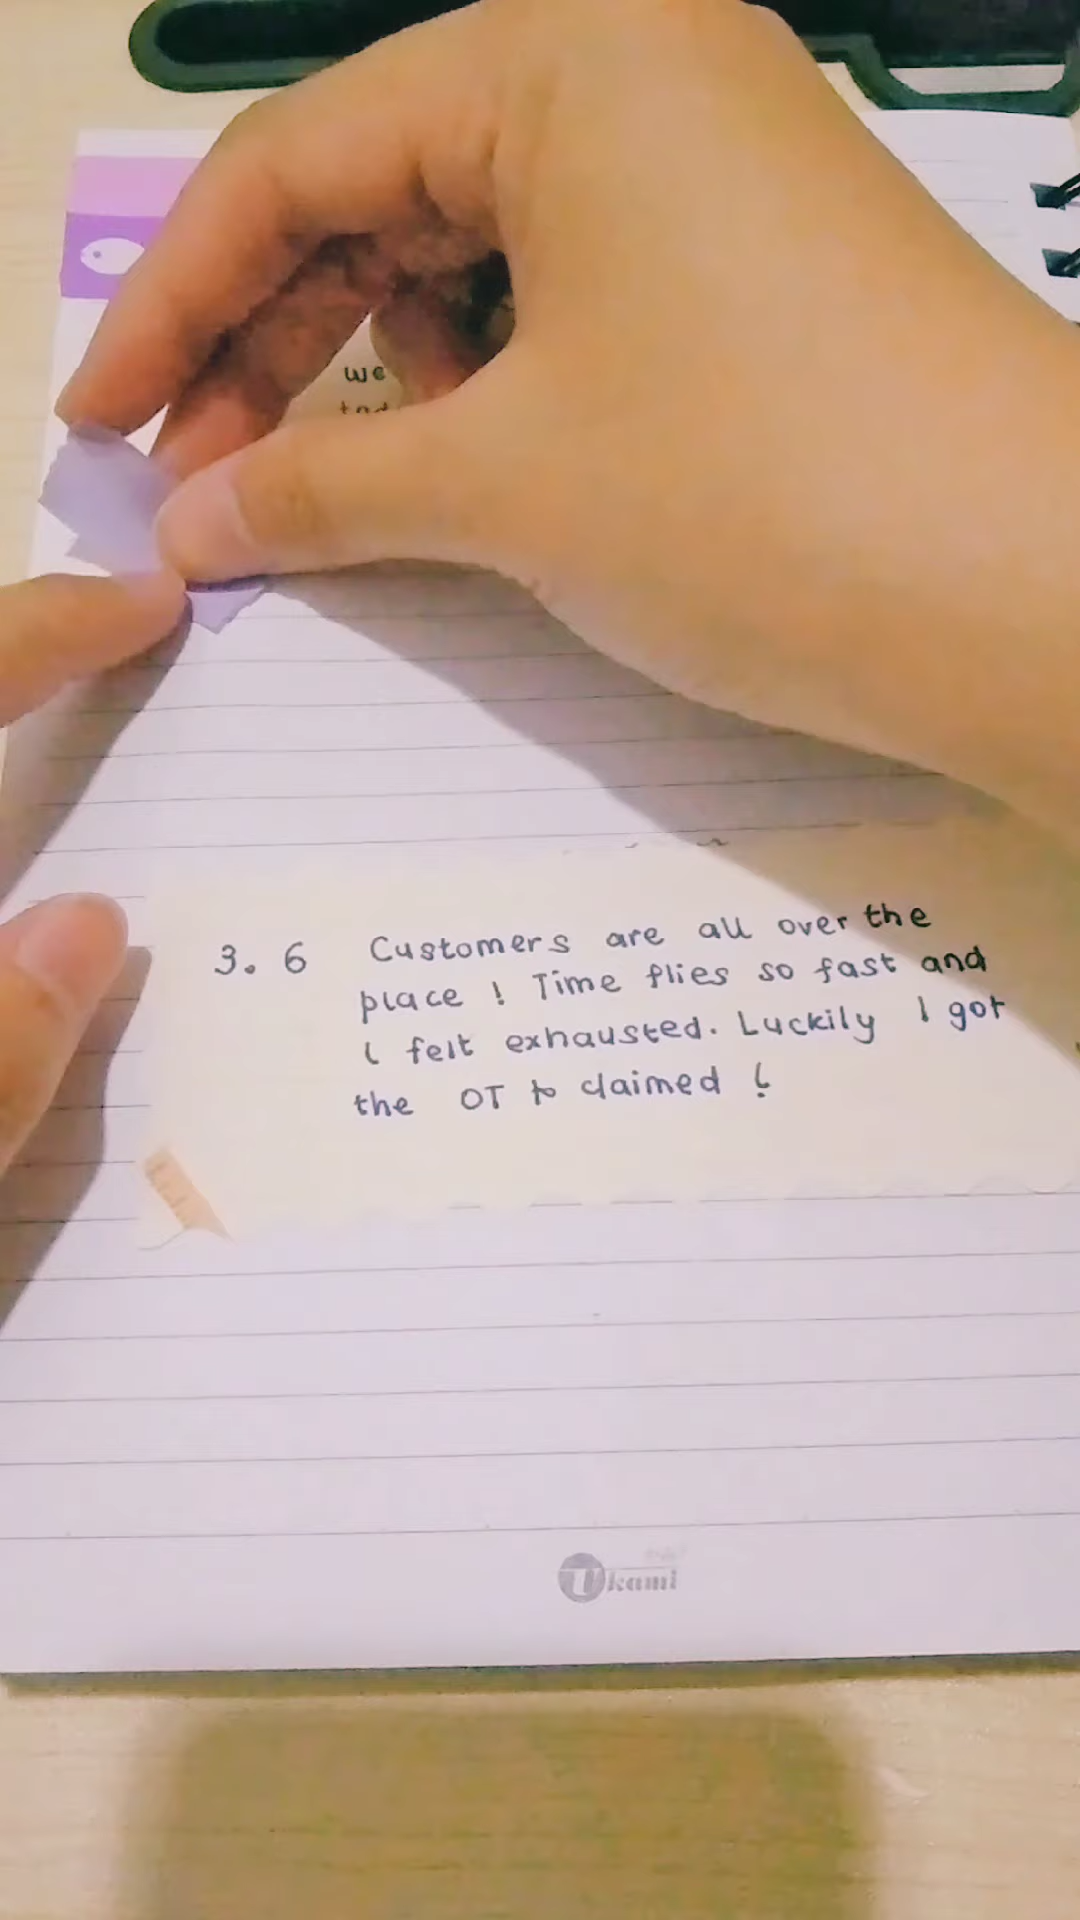 we
3. 6 Customers are all over the
place ! Time flies so fast and
I felt exhausted. Luckily I got
the OT to claimed !
Ukami